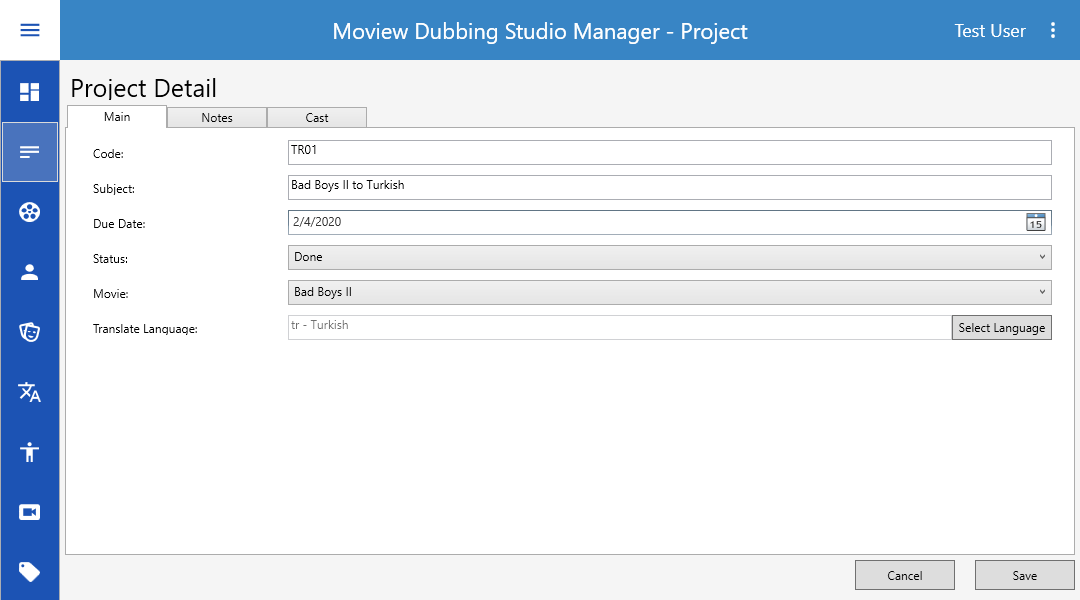 Moview Dubbing Studio Manager - Project
Test User
Project Detail
Main Notes Cast
Code: TR01
Subject: Bad Boys II to Turkish
Due Date: 2/4/2020 15
Status: Done
Movie: Bad Boys II
Translate Language: tr - Turkish Select Language
Cancel Save